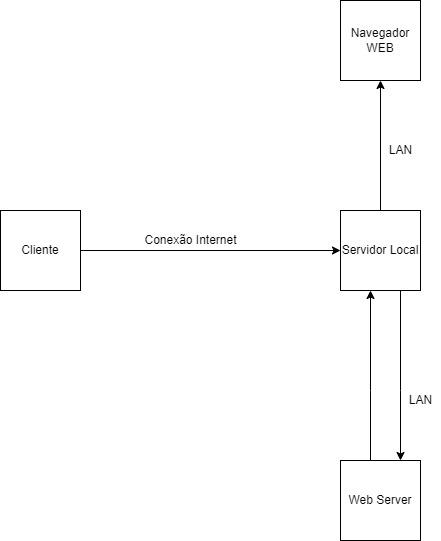 Navegador
WEB
LAN
Conexão Internet
Cliente
Servidor Local
LAN
Web Server